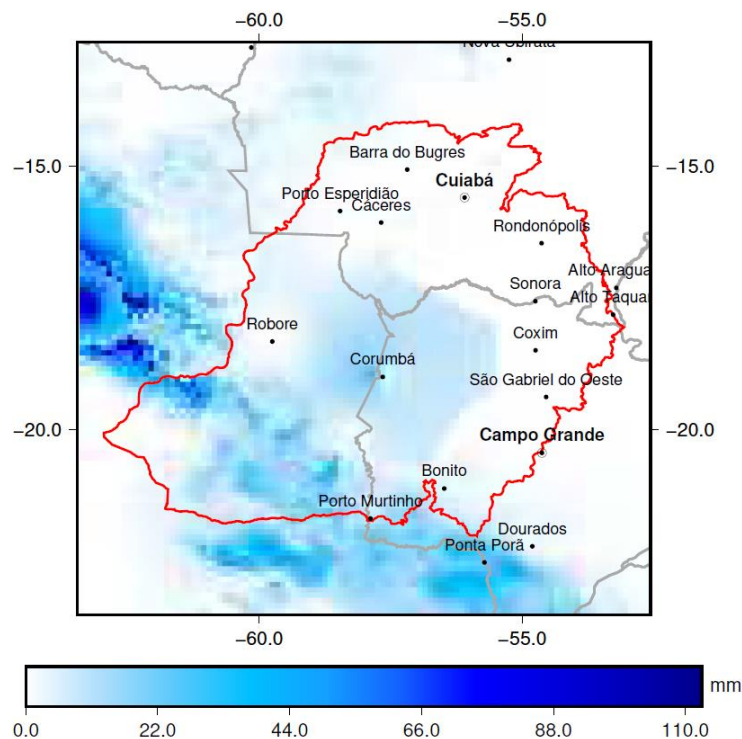 −60.0 −55.0
Nova Ubiratã
−15.0 −15.0
Barra do Bugres
Cuiabá
Porto Esperidião
Cáceres
Rondonópolis
Alto Aragua
Sonora
Alto Taquar
Robore
Coxim
Corumbá
São Gabriel do Oeste
−20.0 −20.0
Campo Grande
Bonito
Porto Murtinho
Dourados
Ponta Porã
−60.0 −55.0
mm
0.0 22.0 44.0 66.0 88.0 110.0